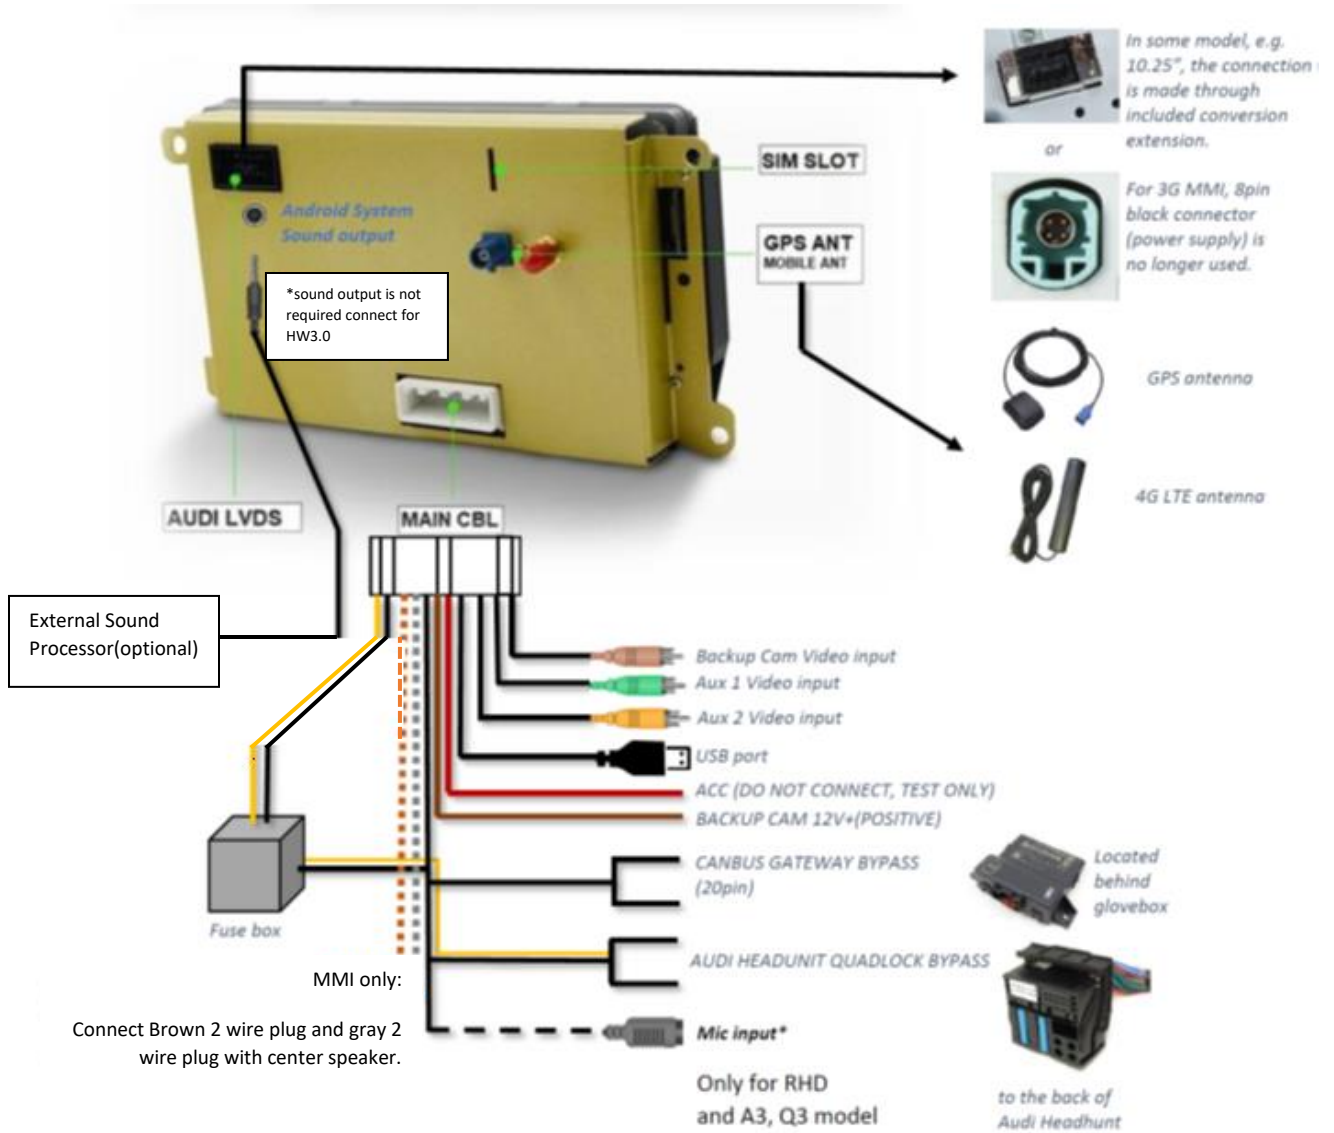 In some model, e.g.
10.25", the connection
is made through
included conversion
extension.
or
For 3G MMI, 8pin
black connector
(power supply) is
no longer used.
SIM SLOT
GPS ANT
MOBILE ANT
Android System
Sound output
*sound output is not
required connect for
HW3.0
GPS antenna
4G LTE antenna
AUDI LVDS
MAIN CBL
External Sound
Processor(optional)
Backup Cam Video input
Aux 1 Video input
Aux 2 Video input
USB port
ACC (DO NOT CONNECT, TEST ONLY)
BACKUP CAM 12V+(POSITIVE)
CANBUS GATEWAY BYPASS
(20pin)
Located
behind
glovebox
Fuse box
AUDI HEADUNIT QUADLOCK BYPASS
MMI only:
Connect Brown 2 wire plug and gray 2
wire plug with center speaker.
Mic input*
Only for RHD
and A3, Q3 model
to the back of
Audi Headhunt